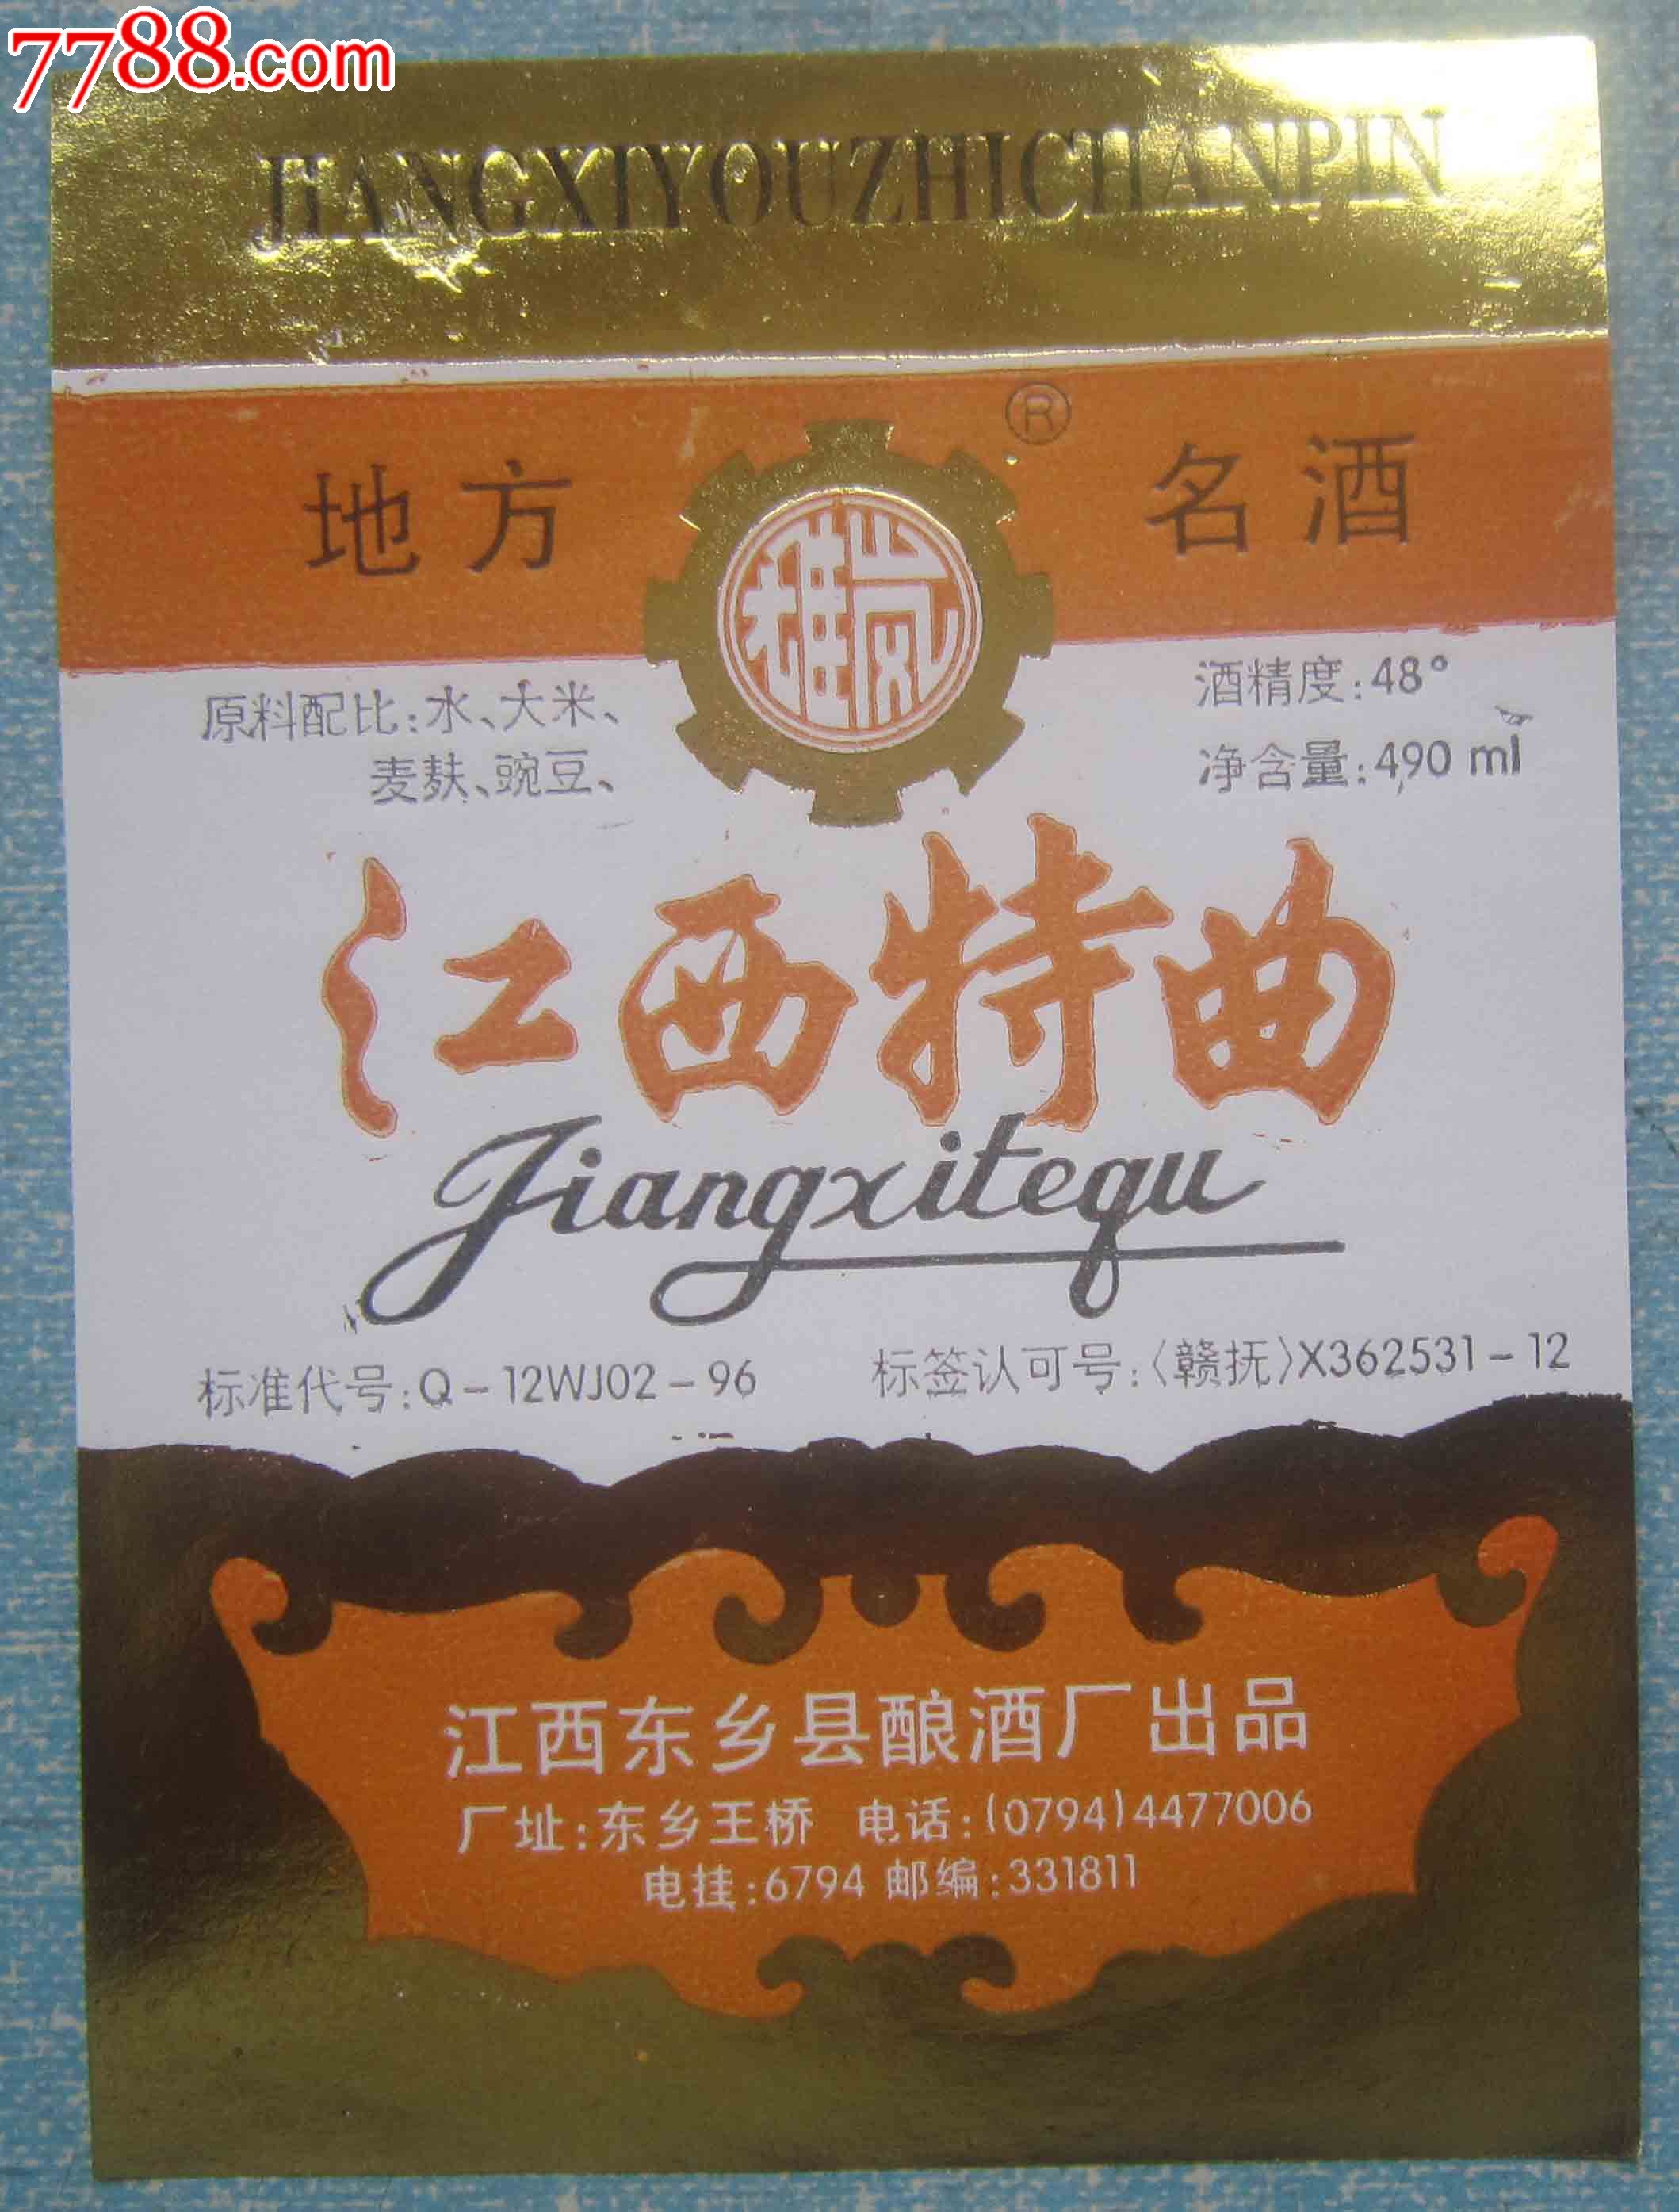 7788.com
JIANGXIYOUZHICHANPIN
地方 ® 名酒
原料配比:水、大米、
麦麸、豌豆、
酒精度:48°
净含量:490 ml
江西特曲
Jiangxitequ
标准代号:Q-12WJ02-96
标签认可号:〈赣抚〉X362531-12
江西东乡县酿酒厂出品
厂址:东乡王桥 电话:(0794)4477006
电挂:6794 邮编:331811